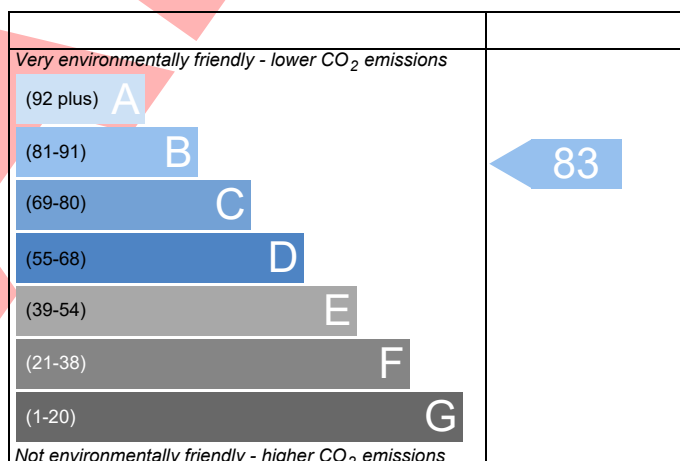 Very environmentally friendly - lower CO2 emissions
(92 plus) A
(81-91) B
83
(69-80) C
(55-68) D
(39-54) E
(21-38) F
(1-20) G
Not environmentally friendly - higher CO2 emissions